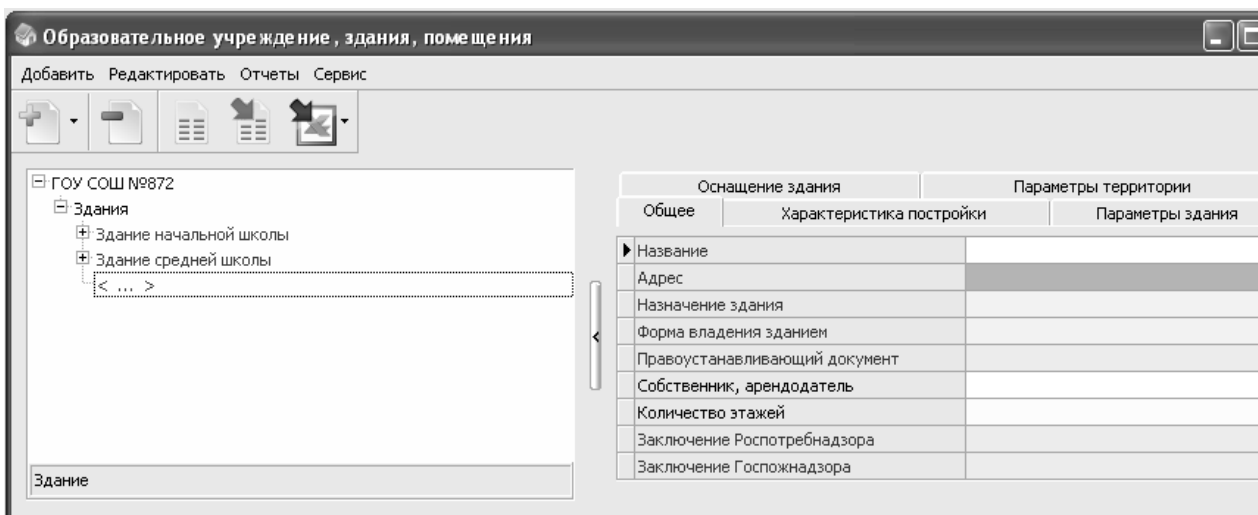 Образовательное учреждение, здания, помещения
Добавить Редактировать Отчеты Сервис
ГОУ СОШ №872
Здания
Здание начальной школы
Здание средней школы
< ... >
Здание
Оснащение здания Параметры территории
Общее Характеристика постройки Параметры здания
Название
Адрес
Назначение здания
Форма владения зданием
Правоустанавливающий документ
Собственник, арендодатель
Количество этажей
Заключение Роспотребнадзора
Заключение Госпожнадзора